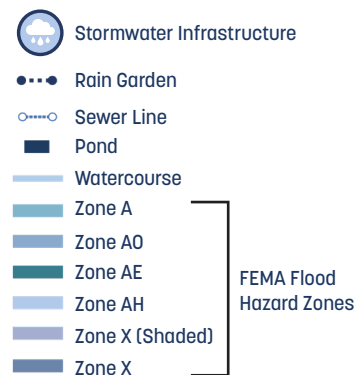 Stormwater Infrastructure
Rain Garden
Sewer Line
Pond
Watercourse
Zone A
Zone AO
Zone AE
Zone AH
Zone X (Shaded)
Zone X
FEMA Flood
Hazard Zones